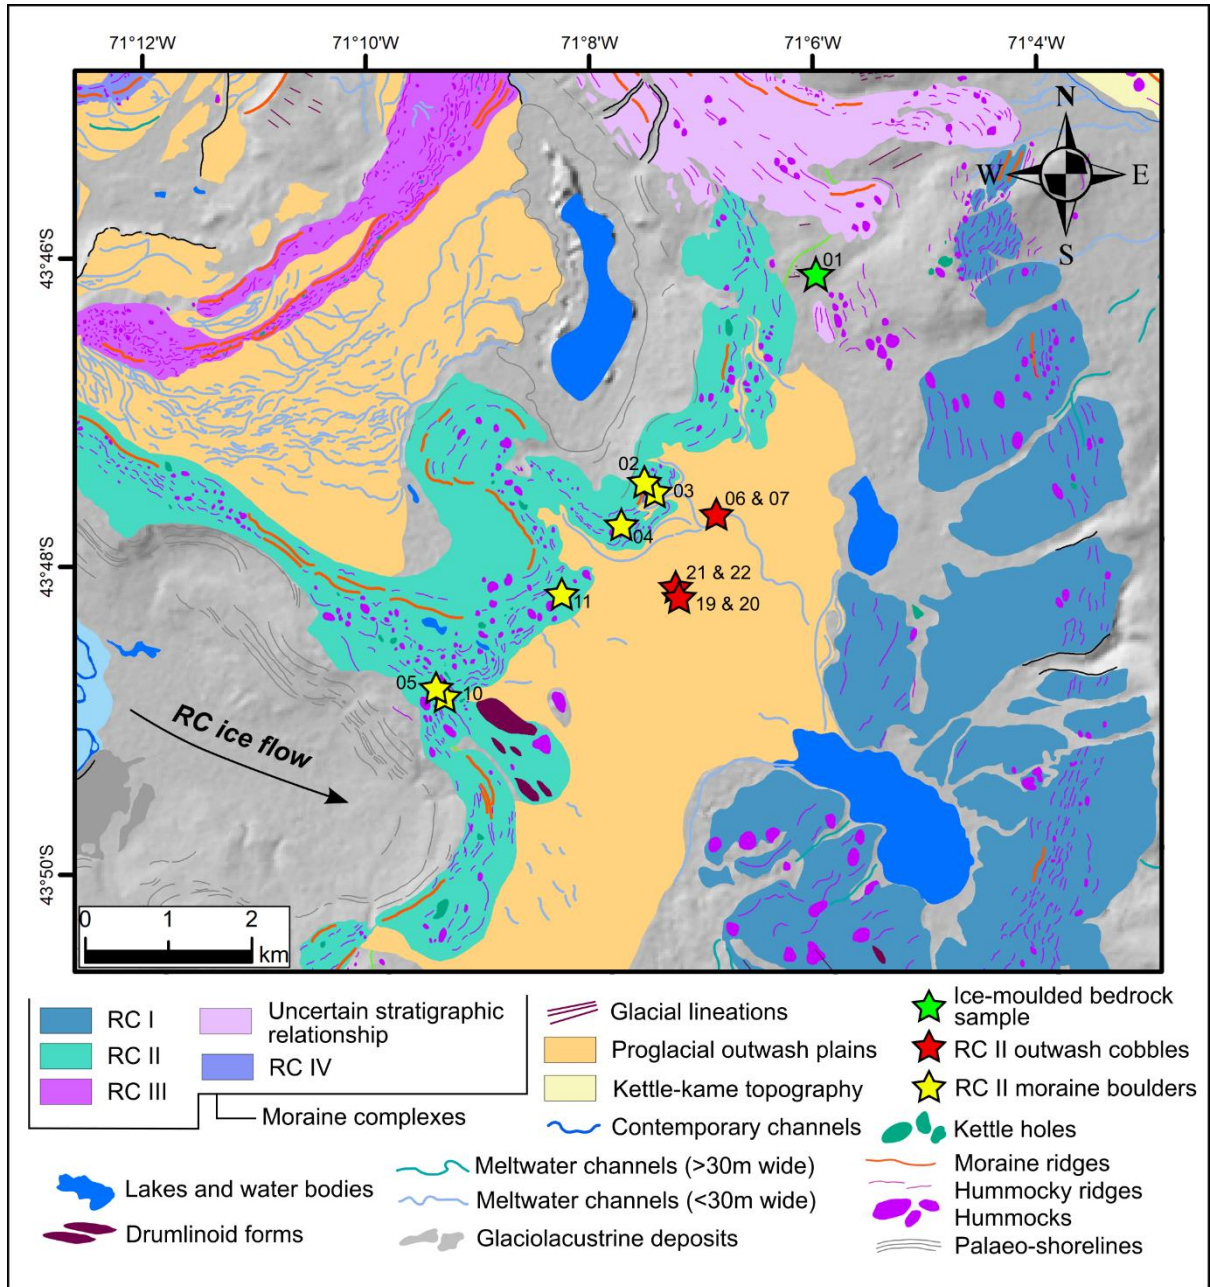 71°12'W
71°10'W
71°8'W
71°6'W
71°4'W
N
W
E
S
43°46'S
43°48'S
43°50'S
01
02
03
04
06 & 07
21 & 22
19 & 20
11
05
10
RC ice flow
0
1
2
km
RC I
RC II
RC III
Uncertain stratigraphic
relationship
RC IV
Moraine complexes
Glacial lineations
Proglacial outwash plains
Kettle-kame topography
Contemporary channels
Ice-moulded bedrock
sample
RC II outwash cobbles
RC II moraine boulders
Kettle holes
Moraine ridges
Hummocky ridges
Hummocks
Palaeo-shorelines
Lakes and water bodies
Drumlinoid forms
Meltwater channels (>30m wide)
Meltwater channels (<30m wide)
Glaciolacustrine deposits